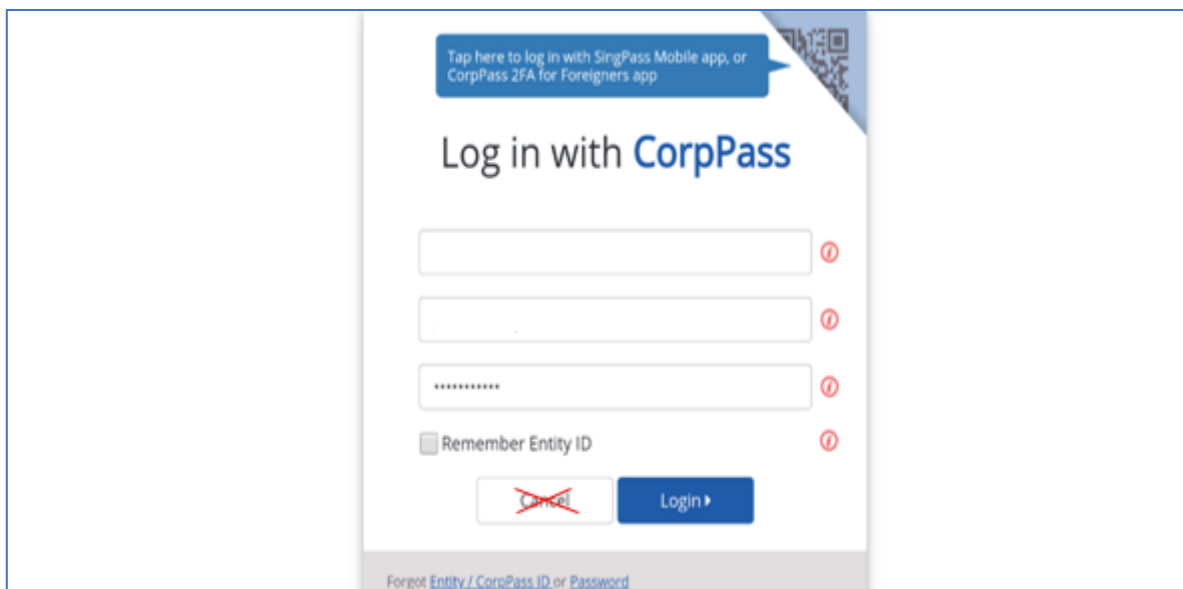 Tap here to log in with SingPass Mobile app, or
CorpPass 2FA for Foreigners app
Log in with CorpPass
***********
Remember Entity ID
Cancel
Login
Forgot Entity / CorpPass ID or Password